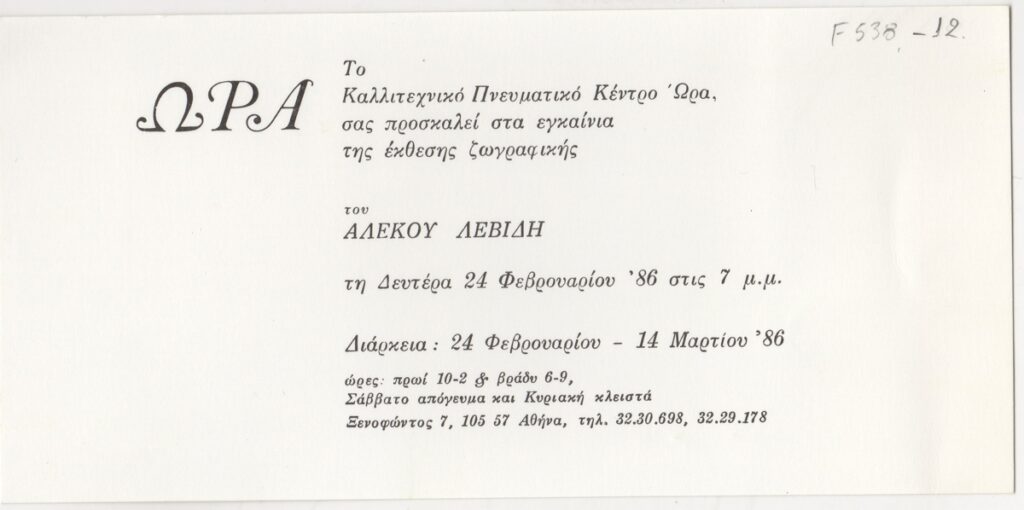 F 538 - 12.
ΩΡΑ
Το
Καλλιτεχνικό Πνευματικό Κέντρο Ώρα,
σας προσκαλεί στα εγκαίνια
της έκθεσης ζωγραφικής
του
ΑΛΕΚΟΥ ΛΕΒΙΔΗ
τη Δευτέρα 24 Φεβρουαρίου '86 στις 7 μ.μ.
Διάρκεια: 24 Φεβρουαρίου - 14 Μαρτίου '86
ώρες: πρωί 10-2 & βράδυ 6-9,
Σάββατο απόγευμα και Κυριακή κλειστά
Ξενοφώντος 7, 105 57 Αθήνα, τηλ. 32.30.698, 32.29.178